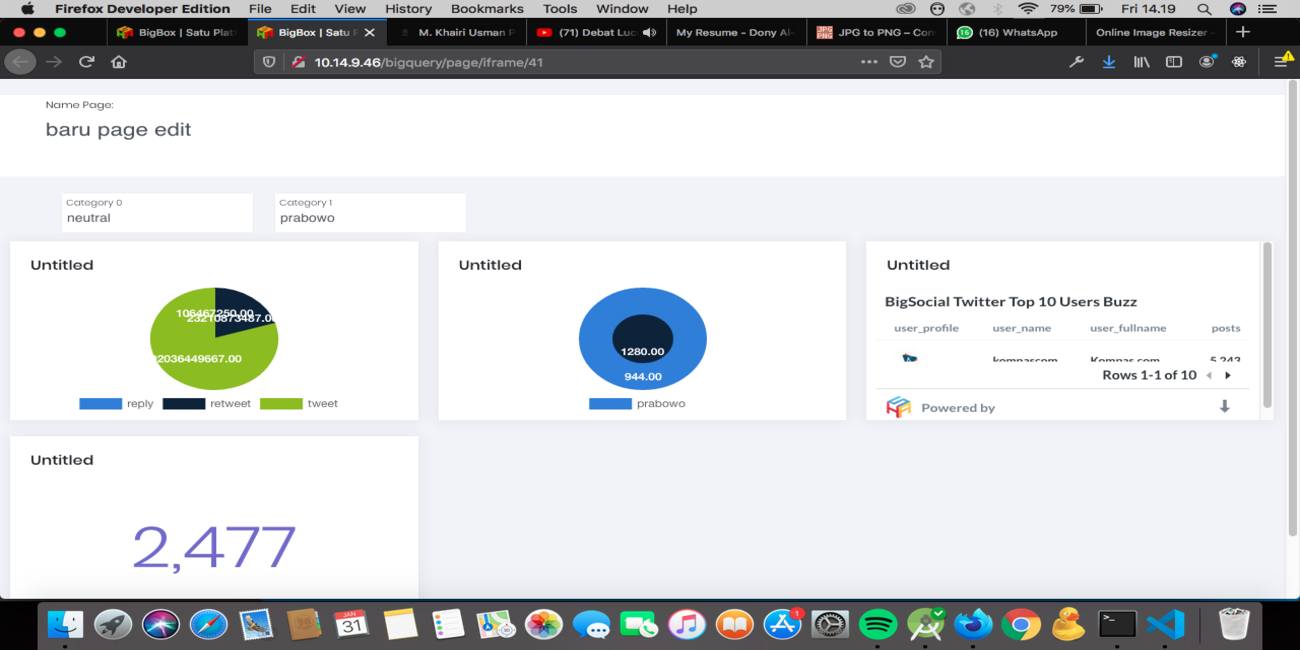 Firefox Developer Edition File Edit View History Bookmarks Tools Window Help 79% Fri 14.19
BigBox | Satu Plat
BigBox | Satu P
M. Khairi Usman P
(71) Debat Luc
My Resume - Dony Al-
JPG to PNG – Con
(16) WhatsApp
Online Image Resizer -
10.14.9.46/bigquery/page/iframe/41
Name Page:
baru page edit
Category 0
neutral
Category 1
prabowo
Untitled
106467250.00
23210873487.00
2036449667.00
reply retweet tweet
Untitled
1280.00
944.00
prabowo
Untitled
BigSocial Twitter Top 10 Users Buzz
user_profile user_name user_fullname posts
kompascom Kompas.com 5,243
Rows 1-1 of 10
Powered by
Untitled
2,477
JAN
31
1